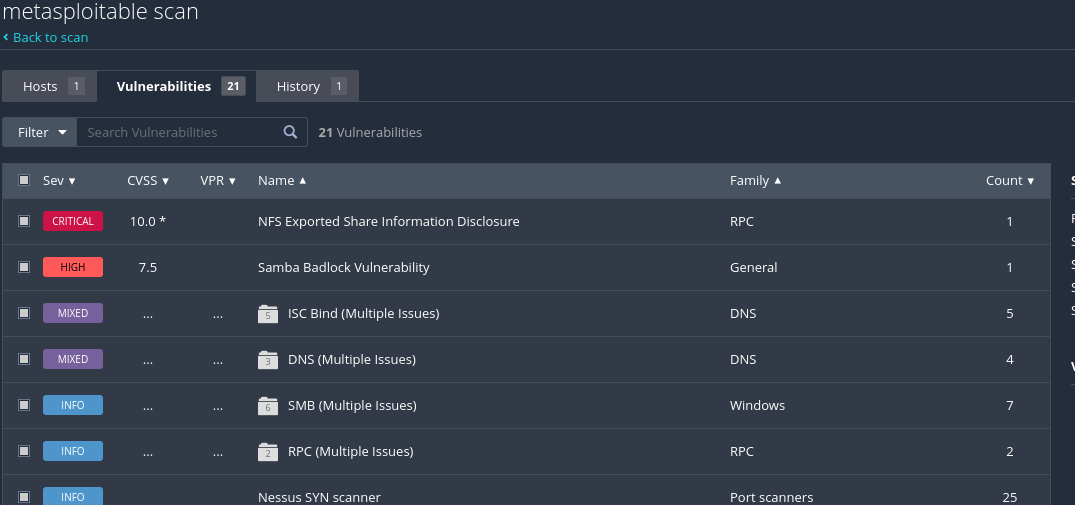 metasploitable scan
Back to scan
Hosts 1 Vulnerabilities 21 History 1
Filter Search Vulnerabilities 21 Vulnerabilities
Sev CVSS VPR Name Family Count
CRITICAL 10.0 * NFS Exported Share Information Disclosure RPC 1
HIGH 7.5 Samba Badlock Vulnerability General 1
MIXED ... ... 5 ISC Bind (Multiple Issues) DNS 5
MIXED ... ... 3 DNS (Multiple Issues) DNS 4
INFO ... ... 6 SMB (Multiple Issues) Windows 7
INFO ... ... 2 RPC (Multiple Issues) RPC 2
INFO Nessus SYN scanner Port scanners 25